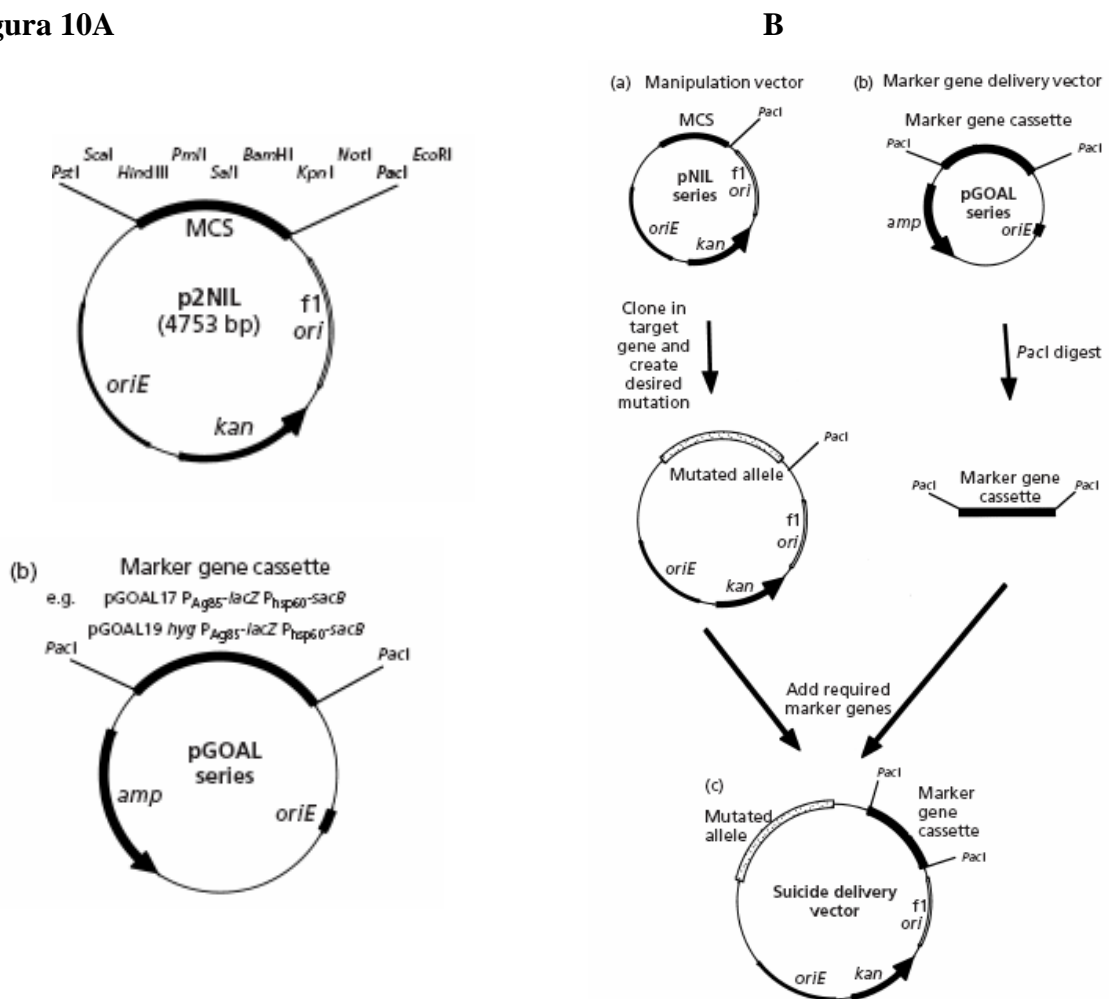 gura 10A
B
ScaI PmlI BamHI NotI EcoRI
PstI HindIII SalI KpnI PacI
MCS
p2NIL
(4753 bp)
f1
ori
oriE
kan
(b) Marker gene cassette
e.g. pGOAL17 PAg85-lacZ Phsp60-sacB
pGOAL19 hyg PAg85-lacZ Phsp60-sacB
PacI PacI
pGOAL
series
amp
oriE
(a) Manipulation vector
MCS
PacI
pNIL
series
f1
ori
oriE
kan
Clone in
target
gene and
create
desired
mutation
PacI
Mutated allele
f1
ori
oriE
kan
(b) Marker gene delivery vector
Marker gene cassette
PacI PacI
pGOAL
series
amp
oriE
PacI digest
PacI PacI
Marker gene
cassette
Add required
marker genes
(c)
Mutated
allele
PacI
Marker
gene
cassette
PacI
Suicide delivery
vector
f1
ori
oriE kan